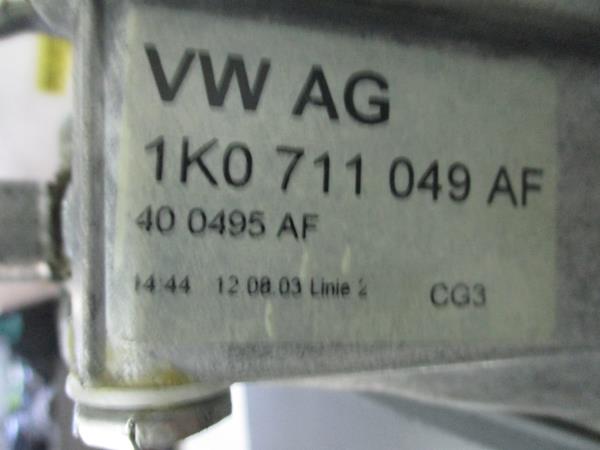 VW AG
1K0 711 049 AF
40 0495 AF
14:44 12.08.03 Linie 2 CG3